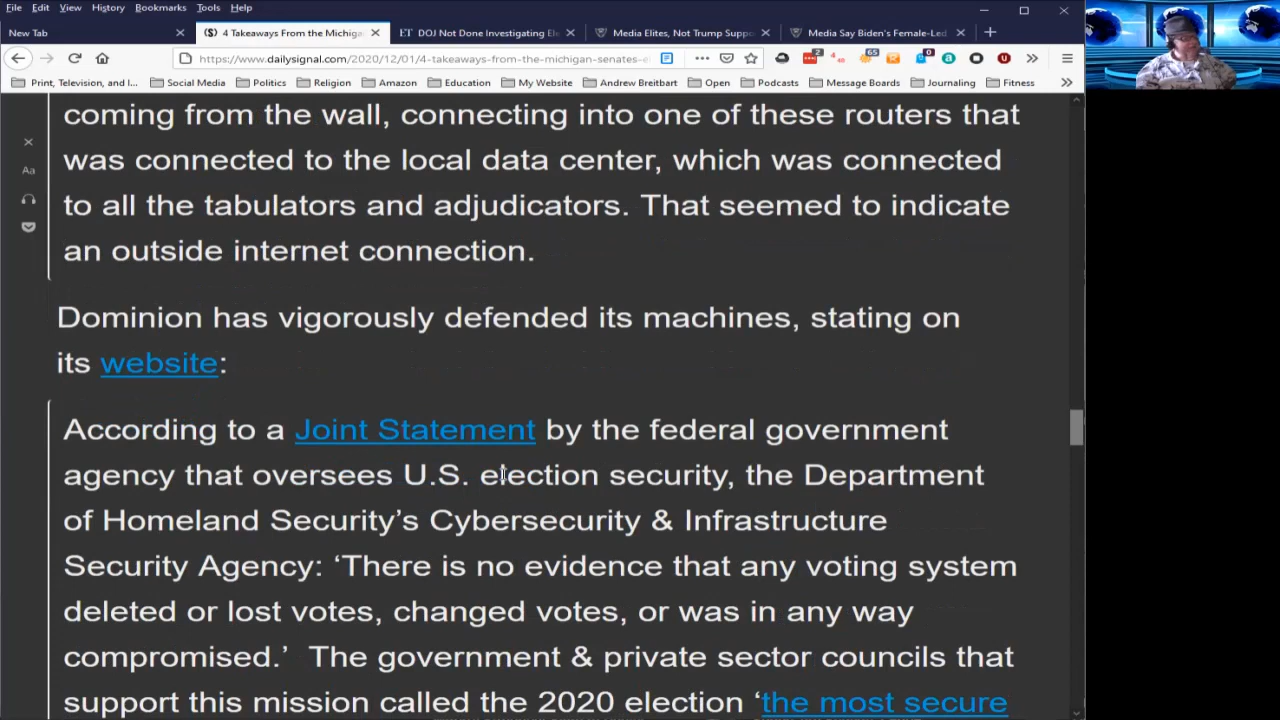 File Edit View History Bookmarks Tools Help
New Tab
($) 4 Takeaways From the Michiga
ET DOJ Not Done Investigating Ele
Media Elites, Not Trump Suppo
Media Say Biden's Female-Led
https://www.dailysignal.com/2020/12/01/4-takeaways-from-the-michigan-senates-e
2
65
0
Print, Television, and I... Social Media Politics Religion Amazon Education My Website Andrew Breitbart Open Podcasts Message Boards Journaling Fitness
Aa
coming from the wall, connecting into one of these routers that
was connected to the local data center, which was connected
to all the tabulators and adjudicators. That seemed to indicate
an outside internet connection.
Dominion has vigorously defended its machines, stating on
its website:
According to a Joint Statement by the federal government
agency that oversees U.S. election security, the Department
of Homeland Security's Cybersecurity & Infrastructure
Security Agency: ‘There is no evidence that any voting system
deleted or lost votes, changed votes, or was in any way
compromised.’ The government & private sector councils that
support this mission called the 2020 election ‘the most secure